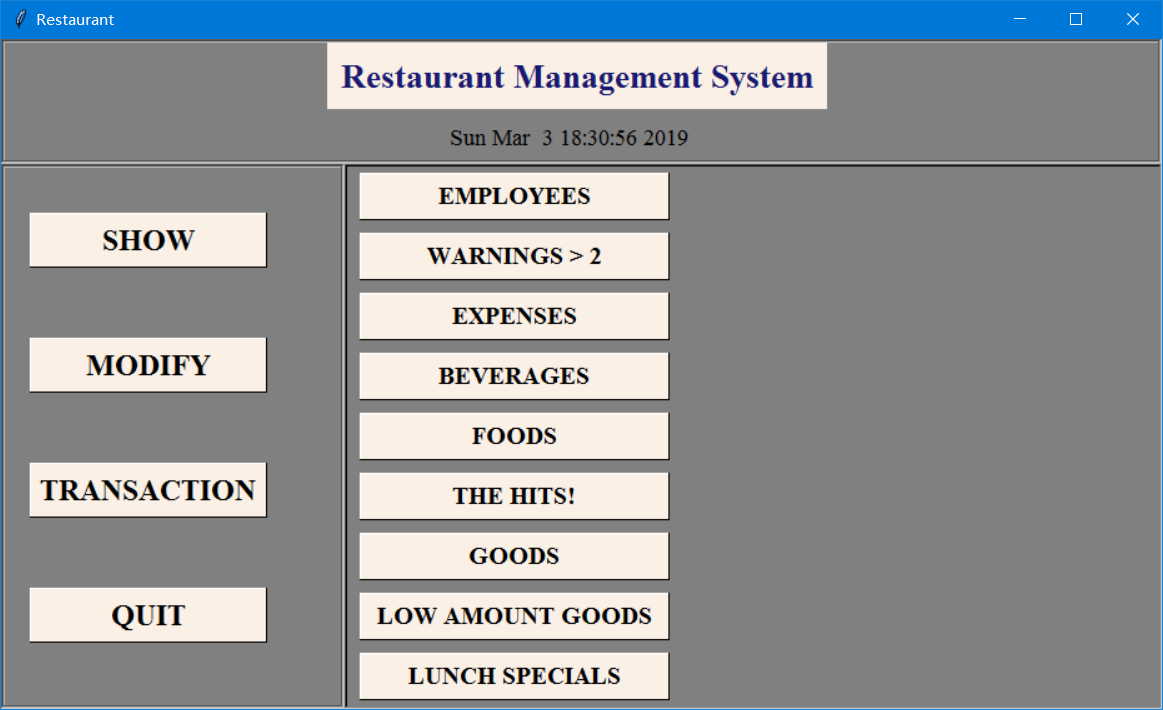 Restaurant
Restaurant Management System
Sun Mar  3 18:30:56 2019
SHOW
MODIFY
TRANSACTION
QUIT
EMPLOYEES
WARNINGS > 2
EXPENSES
BEVERAGES
FOODS
THE HITS!
GOODS
LOW AMOUNT GOODS
LUNCH SPECIALS